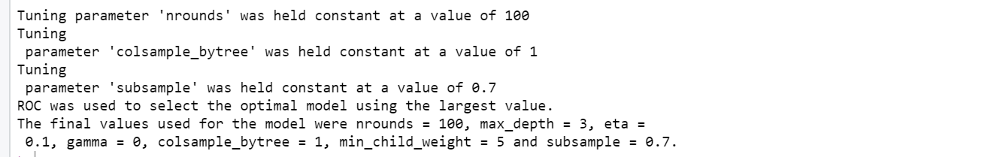 Tuning parameter 'nrounds' was held constant at a value of 100
Tuning
 parameter 'colsample_bytree' was held constant at a value of 1
Tuning
 parameter 'subsample' was held constant at a value of 0.7
ROC was used to select the optimal model using the largest value.
The final values used for the model were nrounds = 100, max_depth = 3, eta =
 0.1, gamma = 0, colsample_bytree = 1, min_child_weight = 5 and subsample = 0.7.